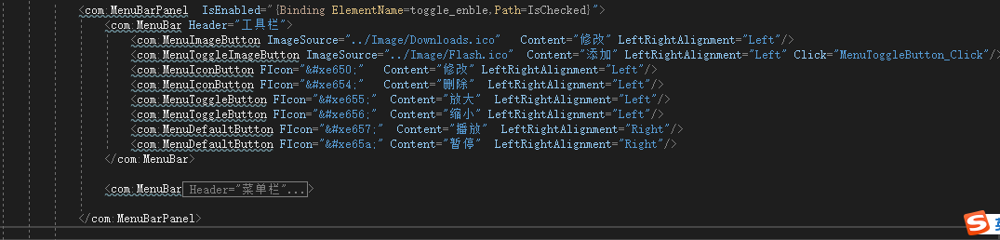 <com:MenuBarPanel  IsEnabled="{Binding ElementName=toggle_enble,Path=IsChecked}">
<com:MenuBar Header="工具栏">
<com:MenuImageButton ImageSource="../Image/Downloads.ico"   Content="修改" LeftRightAlignment="Left"/>
<com:MenuToggleImageButton ImageSource="../Image/Flash.ico"   Content="添加" LeftRightAlignment="Left" Click="MenuToggleButton_Click"/>
<com:MenuIconButton FIcon="&#xe650;"   Content="修改" LeftRightAlignment="Left"/>
<com:MenuIconButton FIcon="&#xe654;"   Content="删除"  LeftRightAlignment="Left"/>
<com:MenuToggleButton FIcon="&#xe655;"  Content="放大"  LeftRightAlignment="Left"/>
<com:MenuToggleButton FIcon="&#xe656;"  Content="缩小"  LeftRightAlignment="Left"/>
<com:MenuDefaultButton FIcon="&#xe657;"  Content="播放"  LeftRightAlignment="Right"/>
<com:MenuDefaultButton FIcon="&#xe65a;" Content="暂停"  LeftRightAlignment="Right"/>
</com:MenuBar>
<com:MenuBar Header="菜单栏"...>
</com:MenuBarPanel>
S